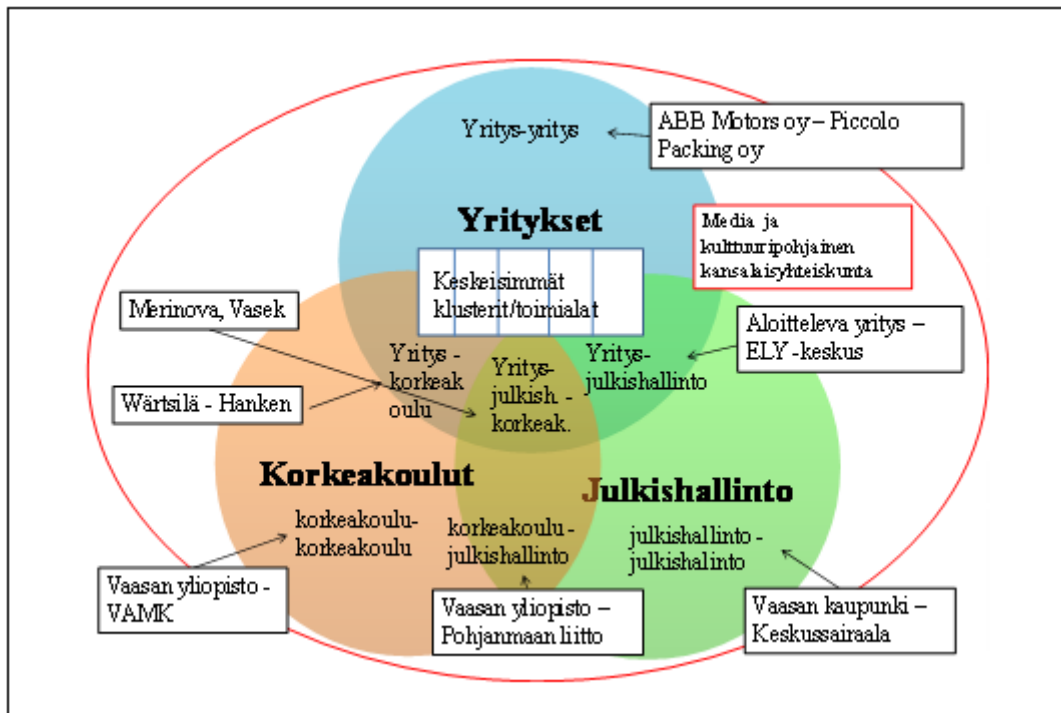 Yritys-yritys
ABB Motors oy – Piccolo
Packing oy
Yritykset
Media ja
kulttuuripohjainen
kansalaisyhteiskunta
Keskeisimmät
klusterit/toimialat
Merinova, Vasek
Aloitteleva yritys –
ELY -keskus
Yritys -
korkeak
oulu
Yritys-
julkish -
korkeak.
Yritys-
julkishallinto
Wärtsilä - Hanken
Korkeakoulut
Julkishallinto
korkeakoulu-
korkeakoulu
korkeakoulu -
julkishallinto
julkishallinto -
julkishalinto
Vaasan yliopisto -
VAMK
Vaasan yliopisto –
Pohjanmaan liitto
Vaasan kaupunki –
Keskussairaala